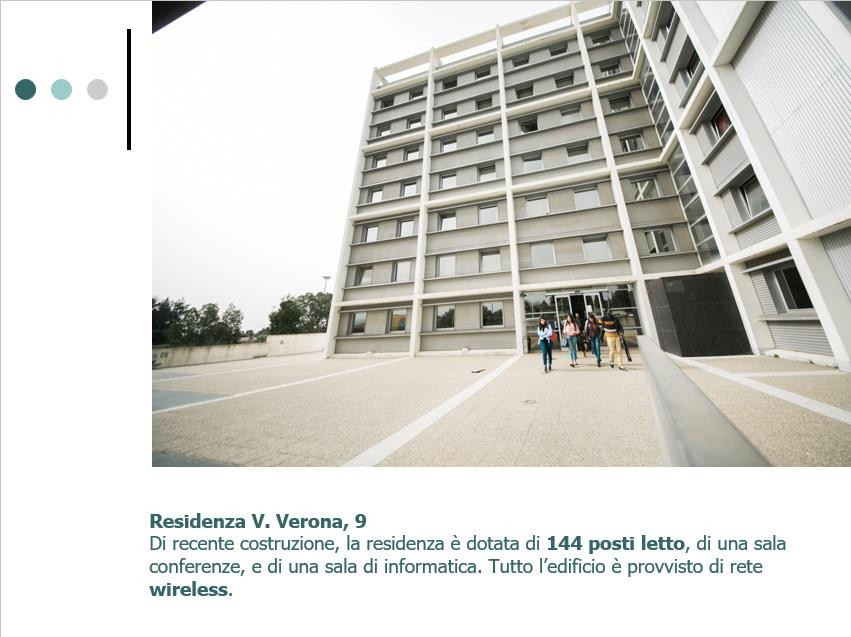 Residenza V. Verona, 9
Di recente costruzione, la residenza è dotata di 144 posti letto, di una sala
conferenze, e di una sala di informatica. Tutto l’edificio è provvisto di rete
wireless.